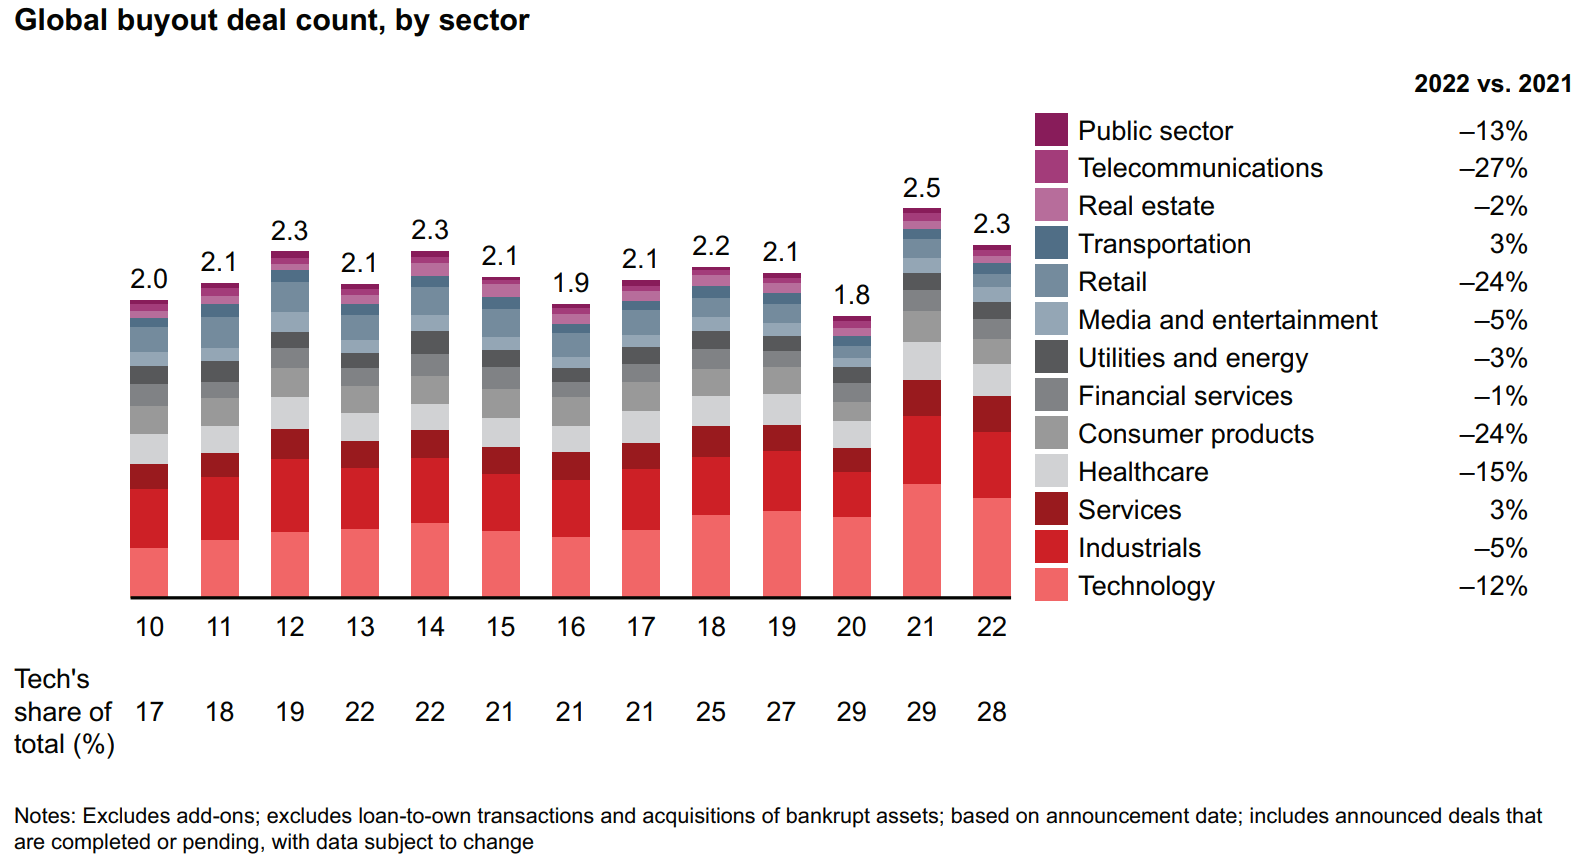 Global buyout deal count, by sector
2022 vs. 2021
Public sector –13%
Telecommunications –27%
Real estate –2%
Transportation 3%
Retail –24%
Media and entertainment –5%
Utilities and energy –3%
Financial services –1%
Consumer products –24%
Healthcare –15%
Services 3%
Industrials –5%
Technology –12%
2.0 2.1 2.3 2.1 2.3 2.1 1.9 2.1 2.2 2.1 1.8 2.5 2.3
10 11 12 13 14 15 16 17 18 19 20 21 22
Tech's
share of 17 18 19 22 22 21 21 21 25 27 29 29 28
total (%)
Notes: Excludes add-ons; excludes loan-to-own transactions and acquisitions of bankrupt assets; based on announcement date; includes announced deals that
are completed or pending, with data subject to change